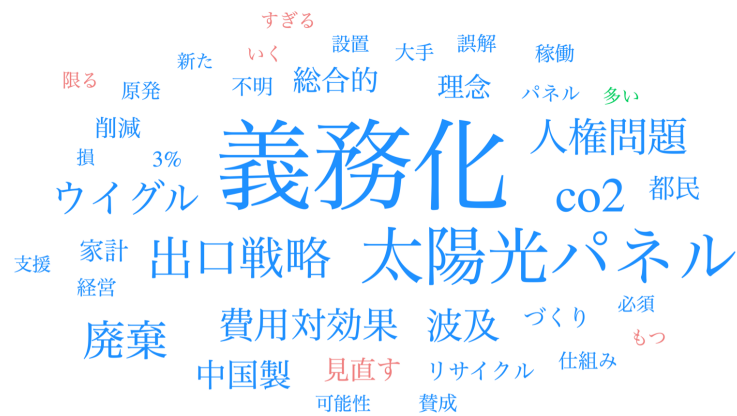 すぎる
設置
誤解
大手
いく
稼働
新た
限る
不明
総合的
理念
原発
パネル
多い
削減
義務化
人権問題
損
3%
ウイグル
co2
都民
家計
出口戦略
太陽光パネル
支援
経営
必須
づくり
廃棄
費用対効果
波及
もつ
仕組み
中国製
見直す
リサイクル
可能性
賛成